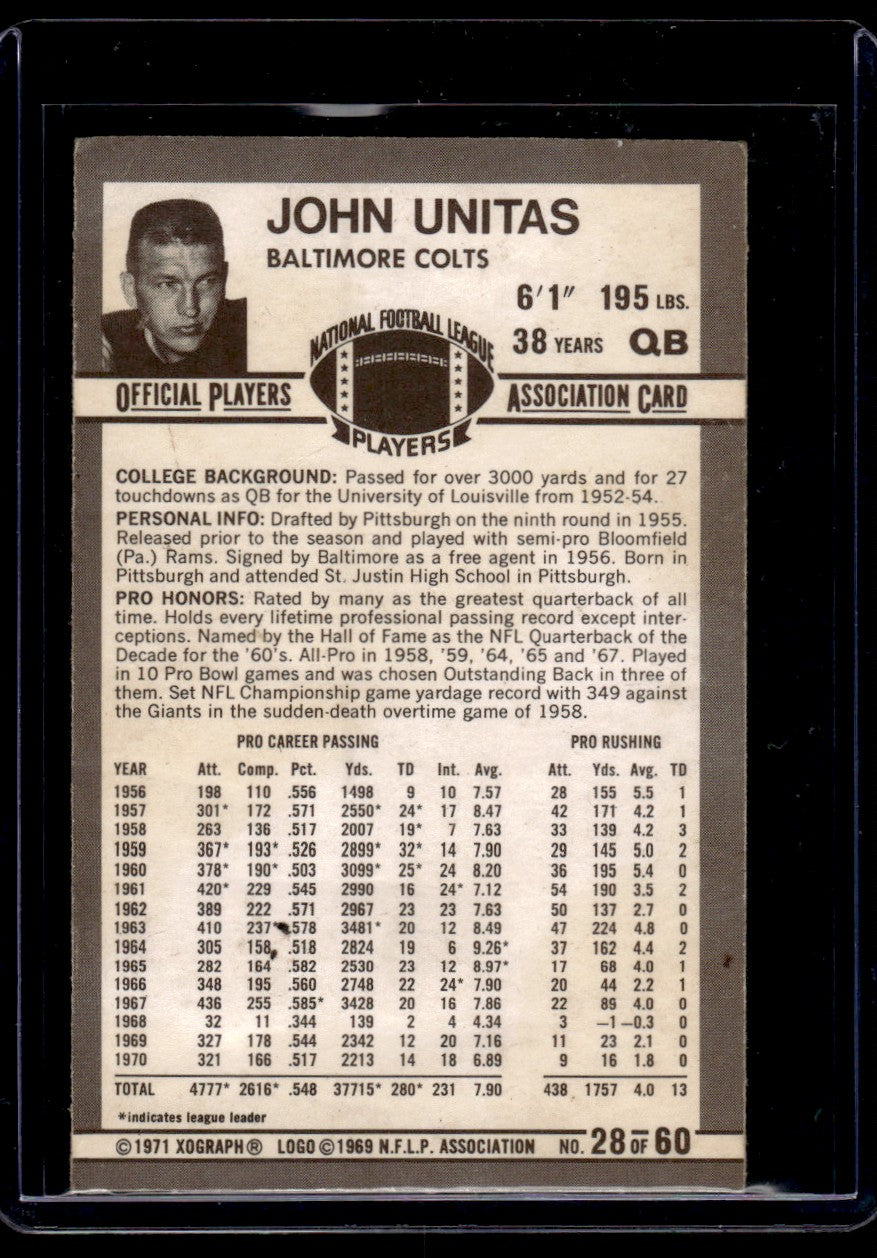 JOHN UNITAS
BALTIMORE COLTS
6'1" 195 LBS.
38 YEARS QB
NATIONAL FOOTBALL LEAGUE
PLAYERS
OFFICIAL PLAYERS ASSOCIATION CARD
COLLEGE BACKGROUND: Passed for over 3000 yards and for 27
touchdowns as QB for the University of Louisville from 1952-54.
PERSONAL INFO: Drafted by Pittsburgh on the ninth round in 1955.
Released prior to the season and played with semi-pro Bloomfield
(Pa.) Rams. Signed by Baltimore as a free agent in 1956. Born in
Pittsburgh and attended St. Justin High School in Pittsburgh.
PRO HONORS: Rated by many as the greatest quarterback of all
time. Holds every lifetime professional passing record except inter-
ceptions. Named by the Hall of Fame as the NFL Quarterback of the
Decade for the '60's. All-Pro in 1958, '59, '64, '65 and '67. Played
in 10 Pro Bowl games and was chosen Outstanding Back in three of
them. Set NFL Championship game yardage record with 349 against
the Giants in the sudden-death overtime game of 1958.
PRO CAREER PASSING PRO RUSHING
YEAR Att. Comp. Pct. Yds. TD Int. Avg. Att. Yds. Avg. TD
1956 198 110 .556 1498 9 10 7.57 28 155 5.5 1
1957 301* 172 .571 2550* 24* 17 8.47 42 171 4.2 1
1958 263 136 .517 2007 19* 7 7.63 33 139 4.2 3
1959 367* 193* .526 2899* 32* 14 7.90 29 145 5.0 2
1960 378* 190* .503 3099* 25* 24 8.20 36 195 5.4 0
1961 420* 229 .545 2990 16 24* 7.12 54 190 3.5 2
1962 389 222 .571 2967 23 23 7.63 50 137 2.7 0
1963 410 237* .578 3481* 20 12 8.49 47 224 4.8 0
1964 305 158 .518 2824 19 6 9.26* 37 162 4.4 2
1965 282 164 .582 2530 23 12 8.97* 17 68 4.0 1
1966 348 195 .560 2748 22 24* 7.90 20 44 2.2 1
1967 436 255 .585* 3428 20 16 7.86 22 89 4.0 0
1968 32 11 .344 139 2 4 4.34 3 –1 –0.3 0
1969 327 178 .544 2342 12 20 7.16 11 23 2.1 0
1970 321 166 .517 2213 14 18 6.89 9 16 1.8 0
TOTAL 4777* 2616* .548 37715* 280* 231 7.90 438 1757 4.0 13
*indicates league leader
©1971 XOGRAPH® LOGO ©1969 N.F.L.P. ASSOCIATION NO. 28 OF 60